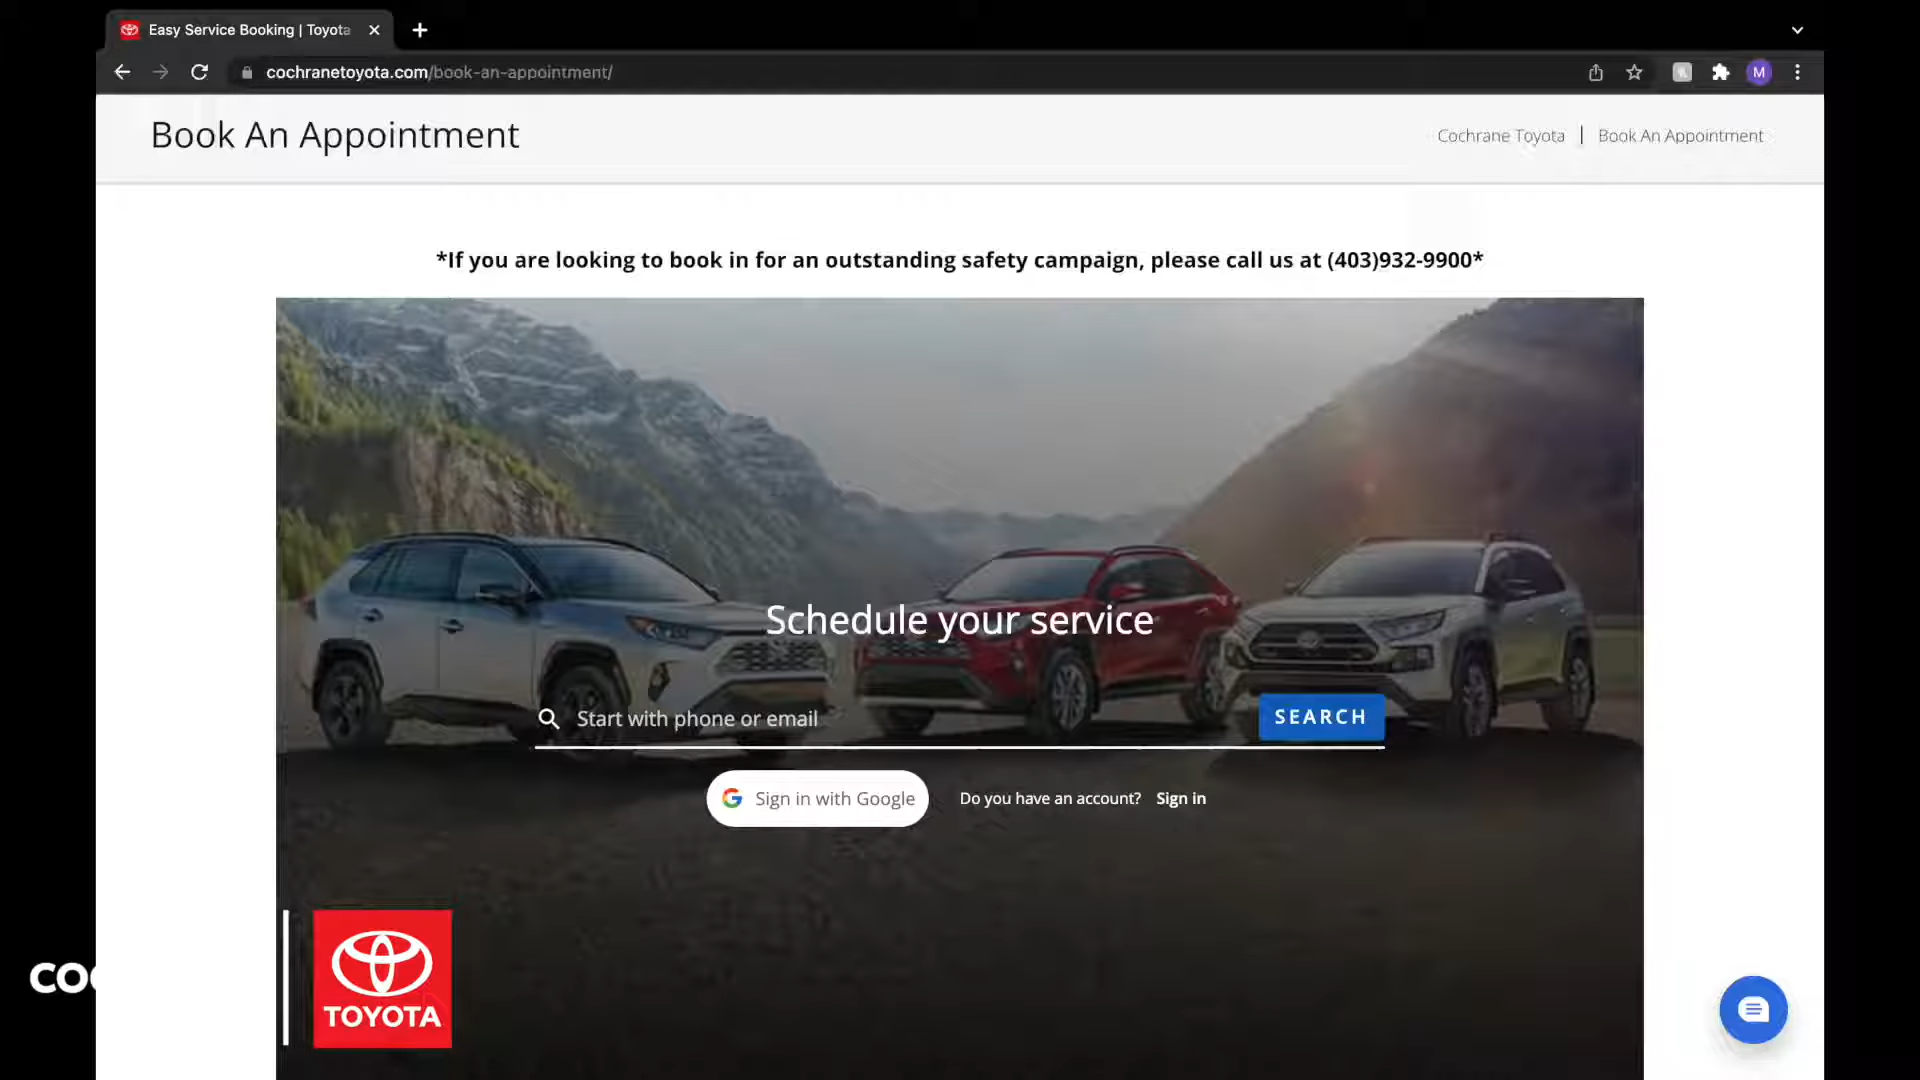 Easy Service Booking | Toyota
cochranetoyota.com/book-an-appointment/
M
Book An Appointment
Cochrane Toyota | Book An Appointment
*If you are looking to book in for an outstanding safety campaign, please call us at (403)932-9900*
Schedule your service
Start with phone or email
SEARCH
Sign in with Google
Do you have an account? Sign in
TOYOTA